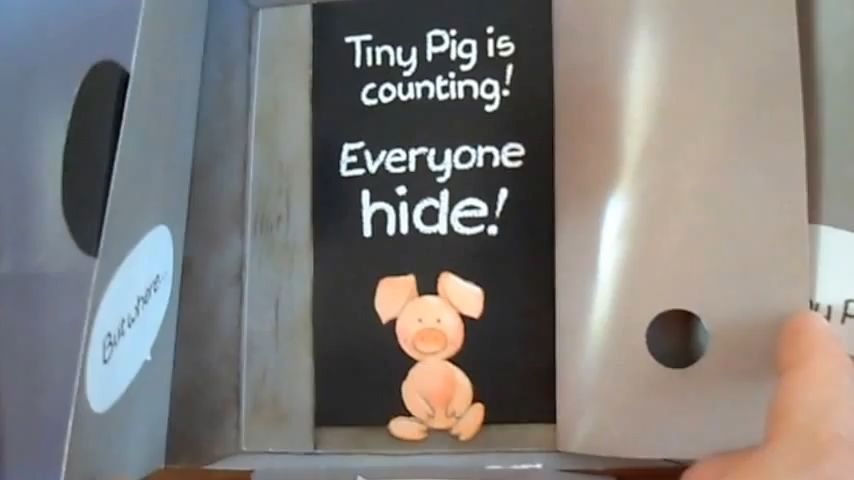 Tiny Pig is
counting!
Everyone
hide!
But where...